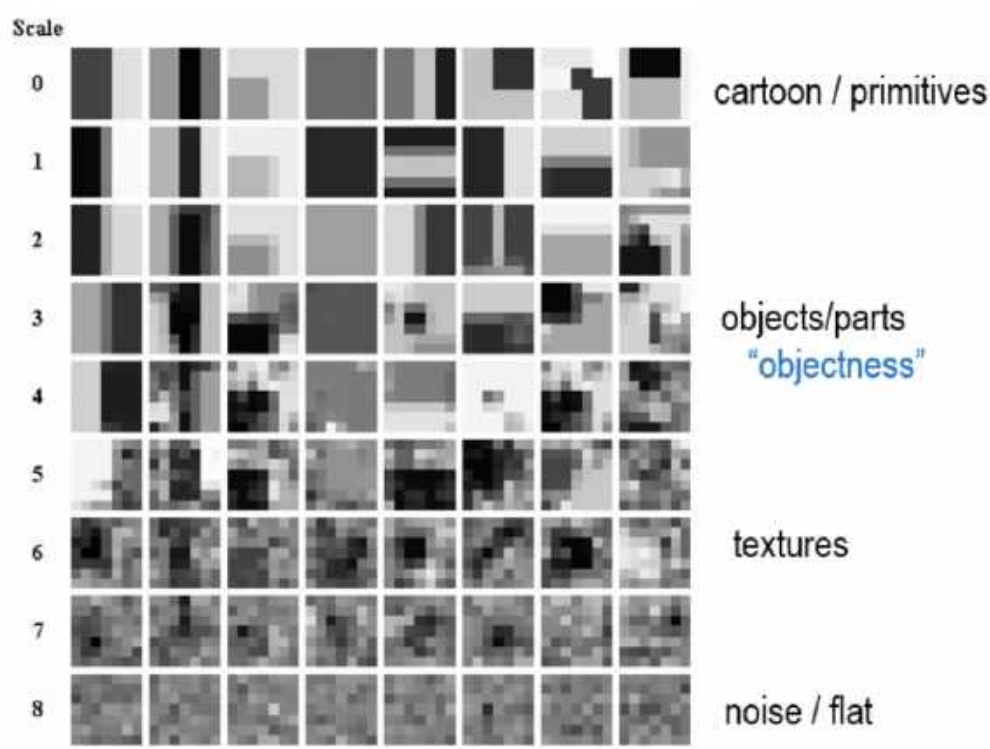 Scale
0 cartoon / primitives
1
2
3 objects/parts
“objectness”
4
5
6 textures
7
8 noise / flat